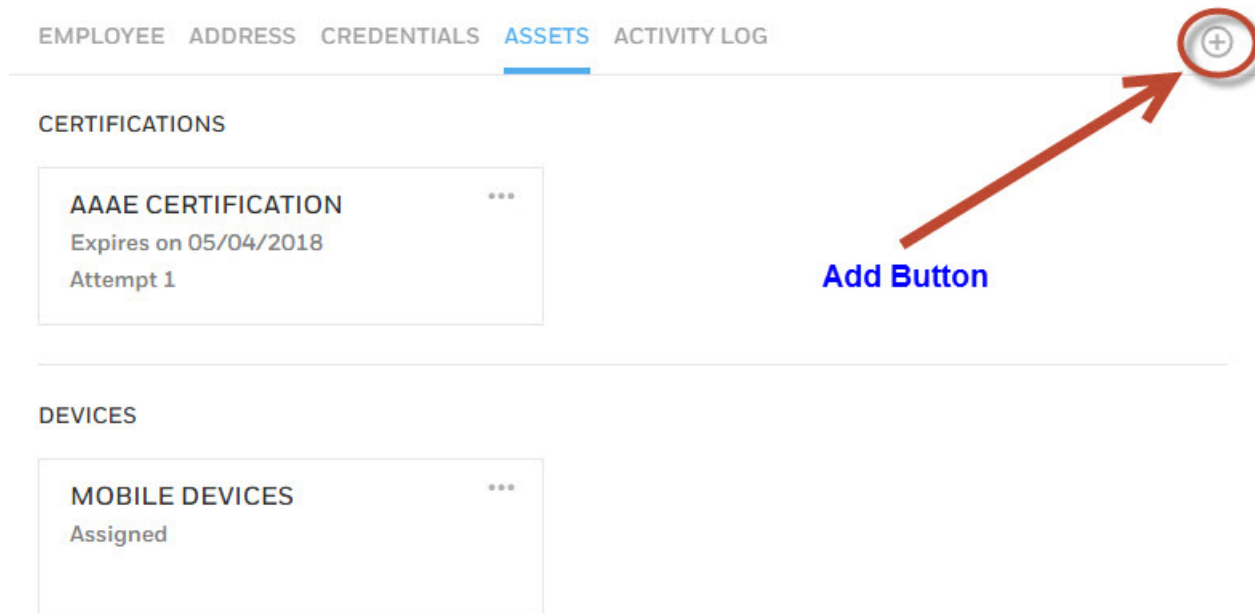 EMPLOYEE ADDRESS CREDENTIALS ASSETS ACTIVITY LOG
CERTIFICATIONS
AAAE CERTIFICATION
Expires on 05/04/2018
Attempt 1
Add Button
DEVICES
MOBILE DEVICES
Assigned